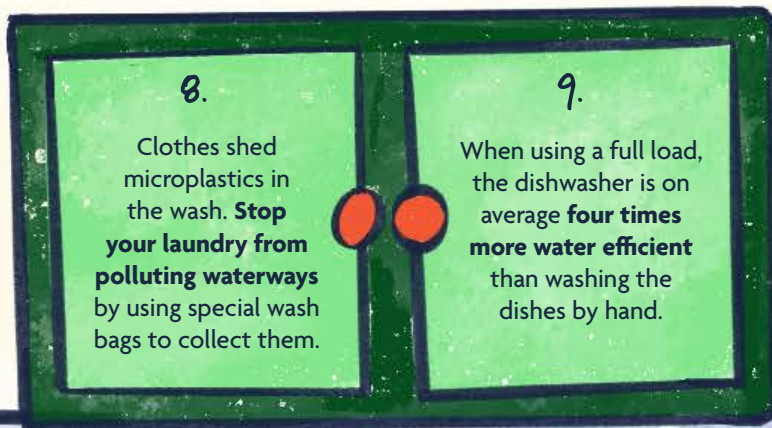 8.
Clothes shed
microplastics in
the wash. Stop
your laundry from
polluting waterways
by using special wash
bags to collect them.
9.
When using a full load,
the dishwasher is on
average four times
more water efficient
than washing the
dishes by hand.